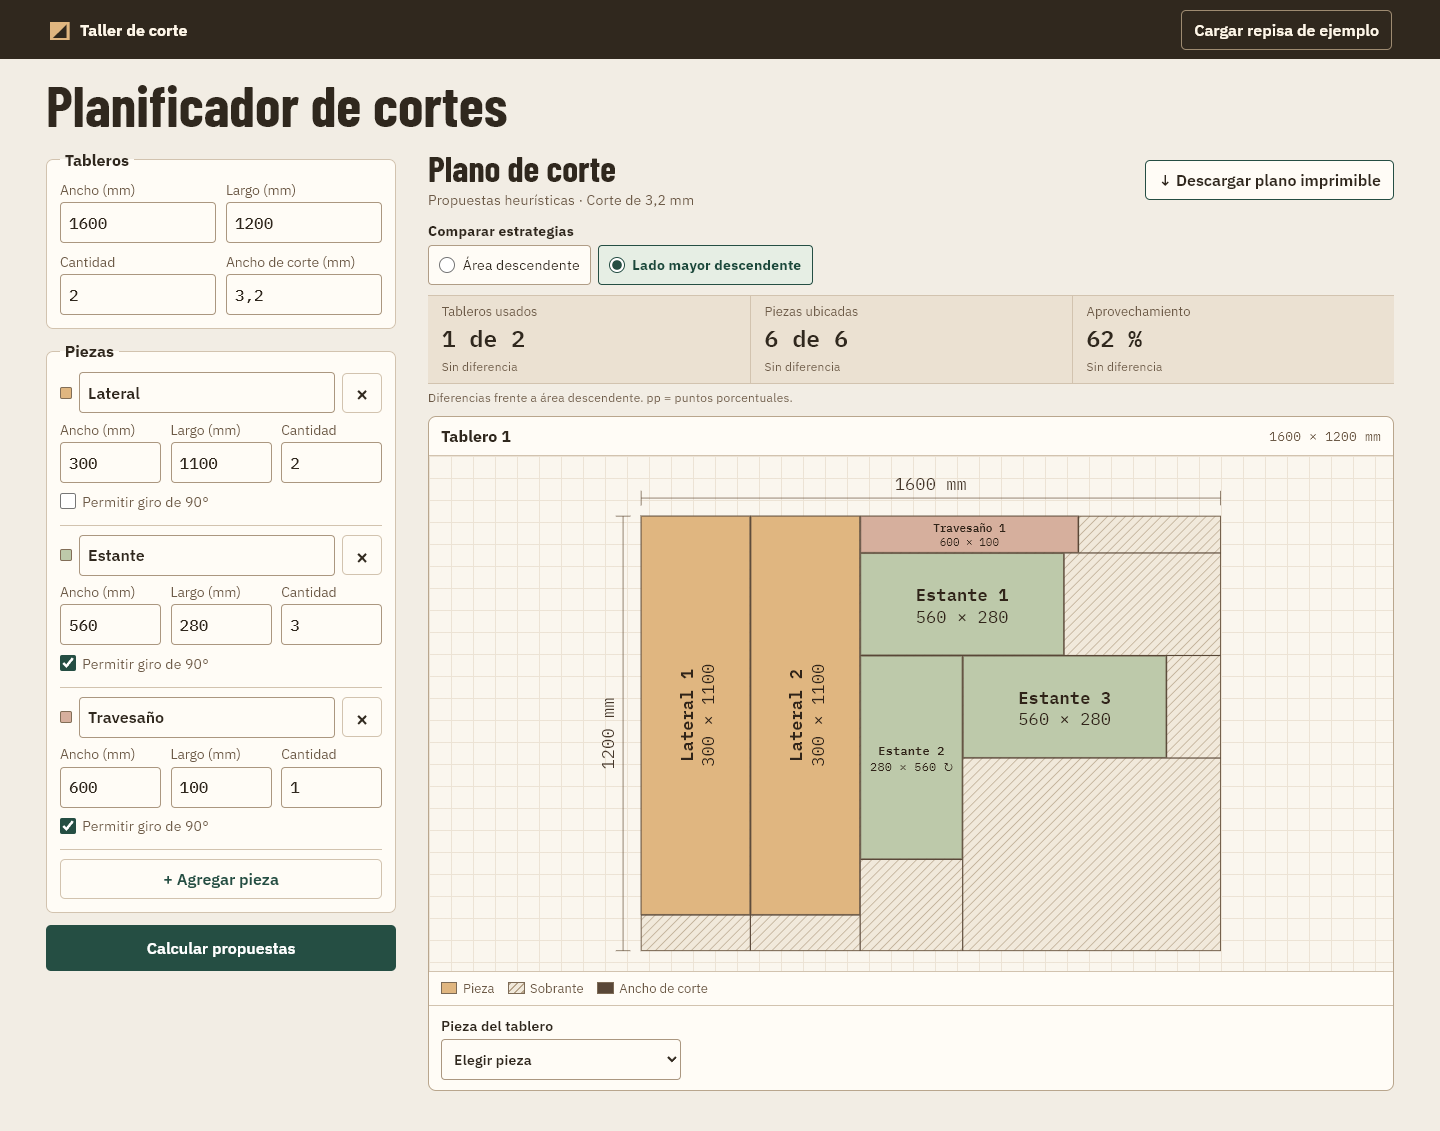 Taller de corte
Cargar repisa de ejemplo
Planificador de cortes
Tableros
Ancho (mm) Largo (mm)
1600 1200
Cantidad Ancho de corte (mm)
2 3,2
Piezas
Lateral ×
Ancho (mm) Largo (mm) Cantidad
300 1100 2
Permitir giro de 90°
Estante ×
Ancho (mm) Largo (mm) Cantidad
560 280 3
Permitir giro de 90°
Travesaño ×
Ancho (mm) Largo (mm) Cantidad
600 100 1
Permitir giro de 90°
+ Agregar pieza
Calcular propuestas
Plano de corte
Propuestas heurísticas · Corte de 3,2 mm
↓ Descargar plano imprimible
Comparar estrategias
Área descendente
Lado mayor descendente
Tableros usados
1 de 2
Sin diferencia
Piezas ubicadas
6 de 6
Sin diferencia
Aprovechamiento
62 %
Sin diferencia
Diferencias frente a área descendente. pp = puntos porcentuales.
Tablero 1
1600 × 1200 mm
1600 mm
1200 mm
Lateral 1
300 × 1100
Lateral 2
300 × 1100
Travesaño 1
600 × 100
Estante 1
560 × 280
Estante 2
280 × 560 ↻
Estante 3
560 × 280
Pieza Sobrante Ancho de corte
Pieza del tablero
Elegir pieza